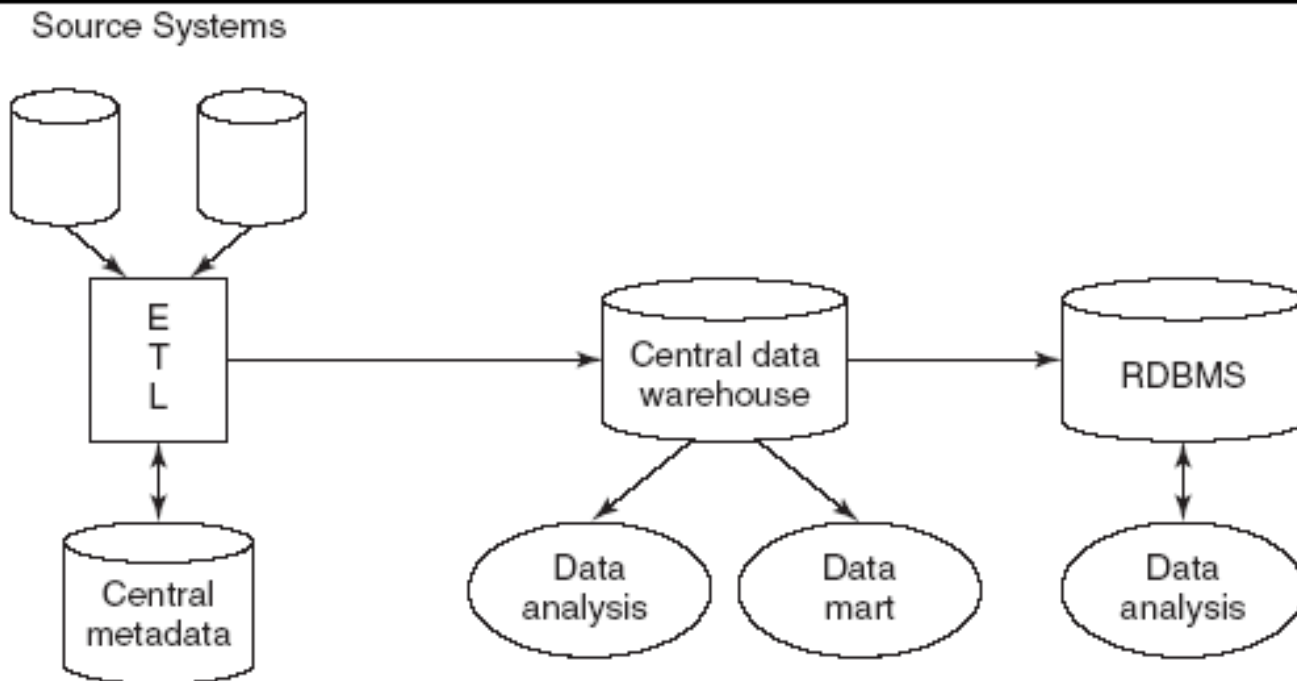 Source Systems
E
T
L
Central data
warehouse
RDBMS
Central
metadata
Data
analysis
Data
mart
Data
analysis